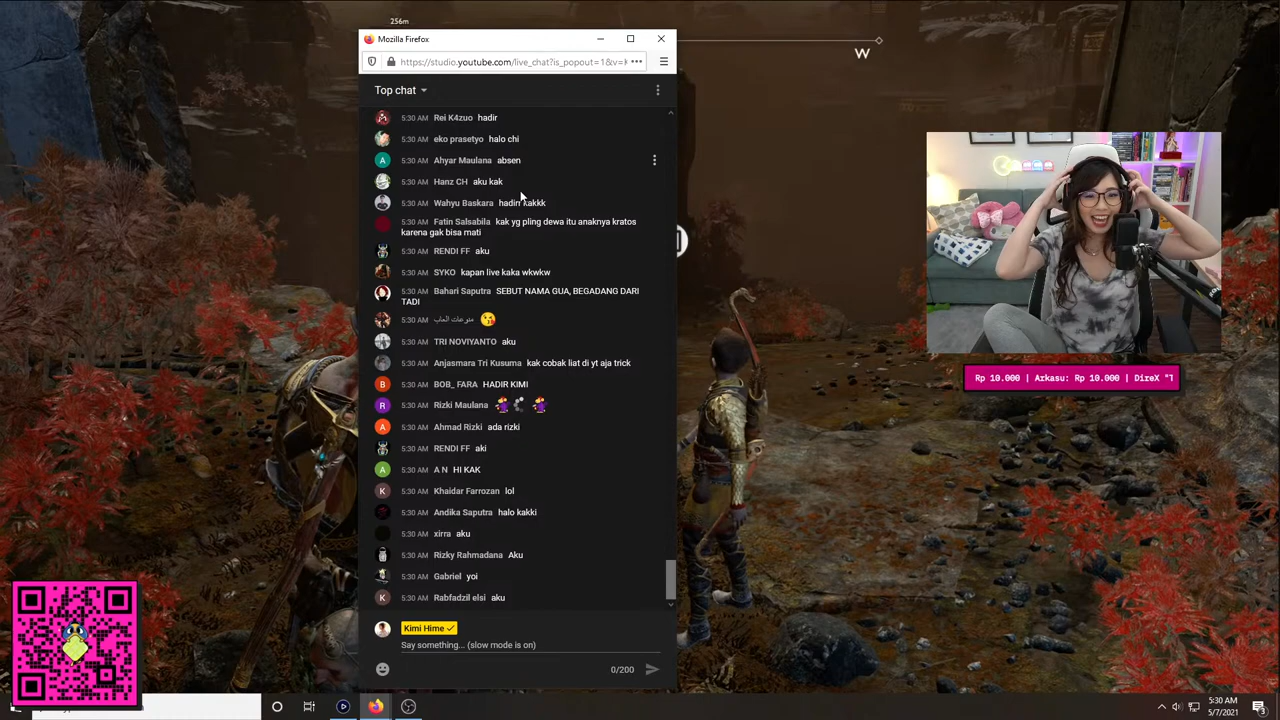 256m
Mozilla Firefox
W
https://studio.youtube.com/live_chat?is_popout=1&v=
Top chat
5:30 AM Rei K4zuo hadir
5:30 AM eko prasetyo halo chi
A 5:30 AM Ahyar Maulana absen
5:30 AM Hanz CH aku kak
5:30 AM Wahyu Baskara hadirr kakkk
5:30 AM Fatin Salsabila kak yg pling dewa itu anaknya kratos
karena gak bisa mati
5:30 AM RENDI FF aku
5:30 AM SYKO kapan live kaka wkwkw
5:30 AM Bahari Saputra SEBUT NAMA GUA, BEGADANG DARI
TADI
5:30 AM منوعات
5:30 AM TRI NOVIYANTO aku
5:30 AM Anjasmara Tri Kusuma kak cobak liat di yt aja trick
B 5:30 AM BOB_ FARA HADIR KIMI
R 5:30 AM Rizki Maulana
A 5:30 AM Ahmad Rizki ada rizki
5:30 AM RENDI FF aki
A 5:30 AM A N HI KAK
K 5:30 AM Khaidar Farrozan lol
5:30 AM Andika Saputra halo kakki
5:30 AM xirra aku
5:30 AM Rizky Rahmadana Aku
5:30 AM Gabriel yoi
K 5:30 AM Rabfadzil elsi aku
Kimi Hime
Say something... (slow mode is on)
0/200
Rp 10.000 | Arkasu: Rp 10.000 | DireX "T
5:30 AM
5/7/2021
3